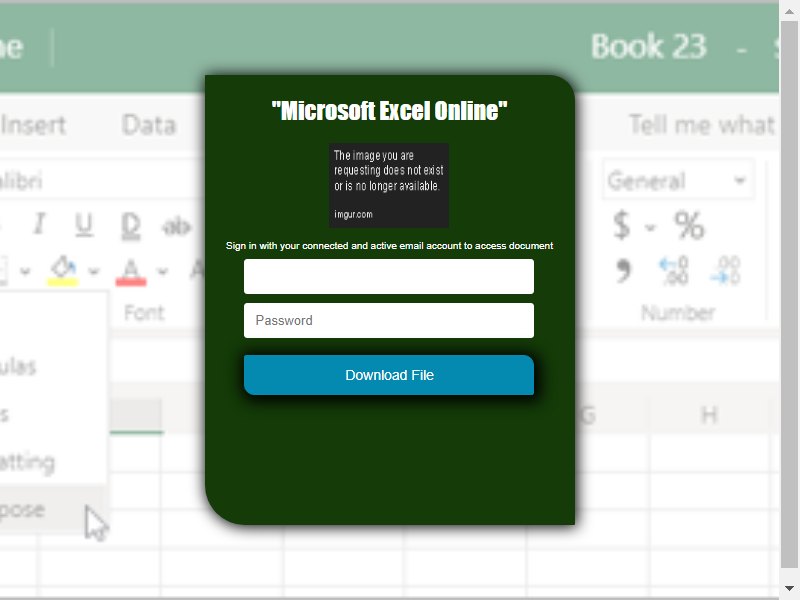 ne
Book 23 -
Insert Data Tell me what
alibri
General
I U D ab
$ %
A A
, .00 .00
Font
Number
"Microsoft Excel Online"
The image you are
requesting does not exist
or is no longer available.
imgur.com
Sign in with your connected and active email account to access document
Password
Download File
ulas
s
atting
pose
G H